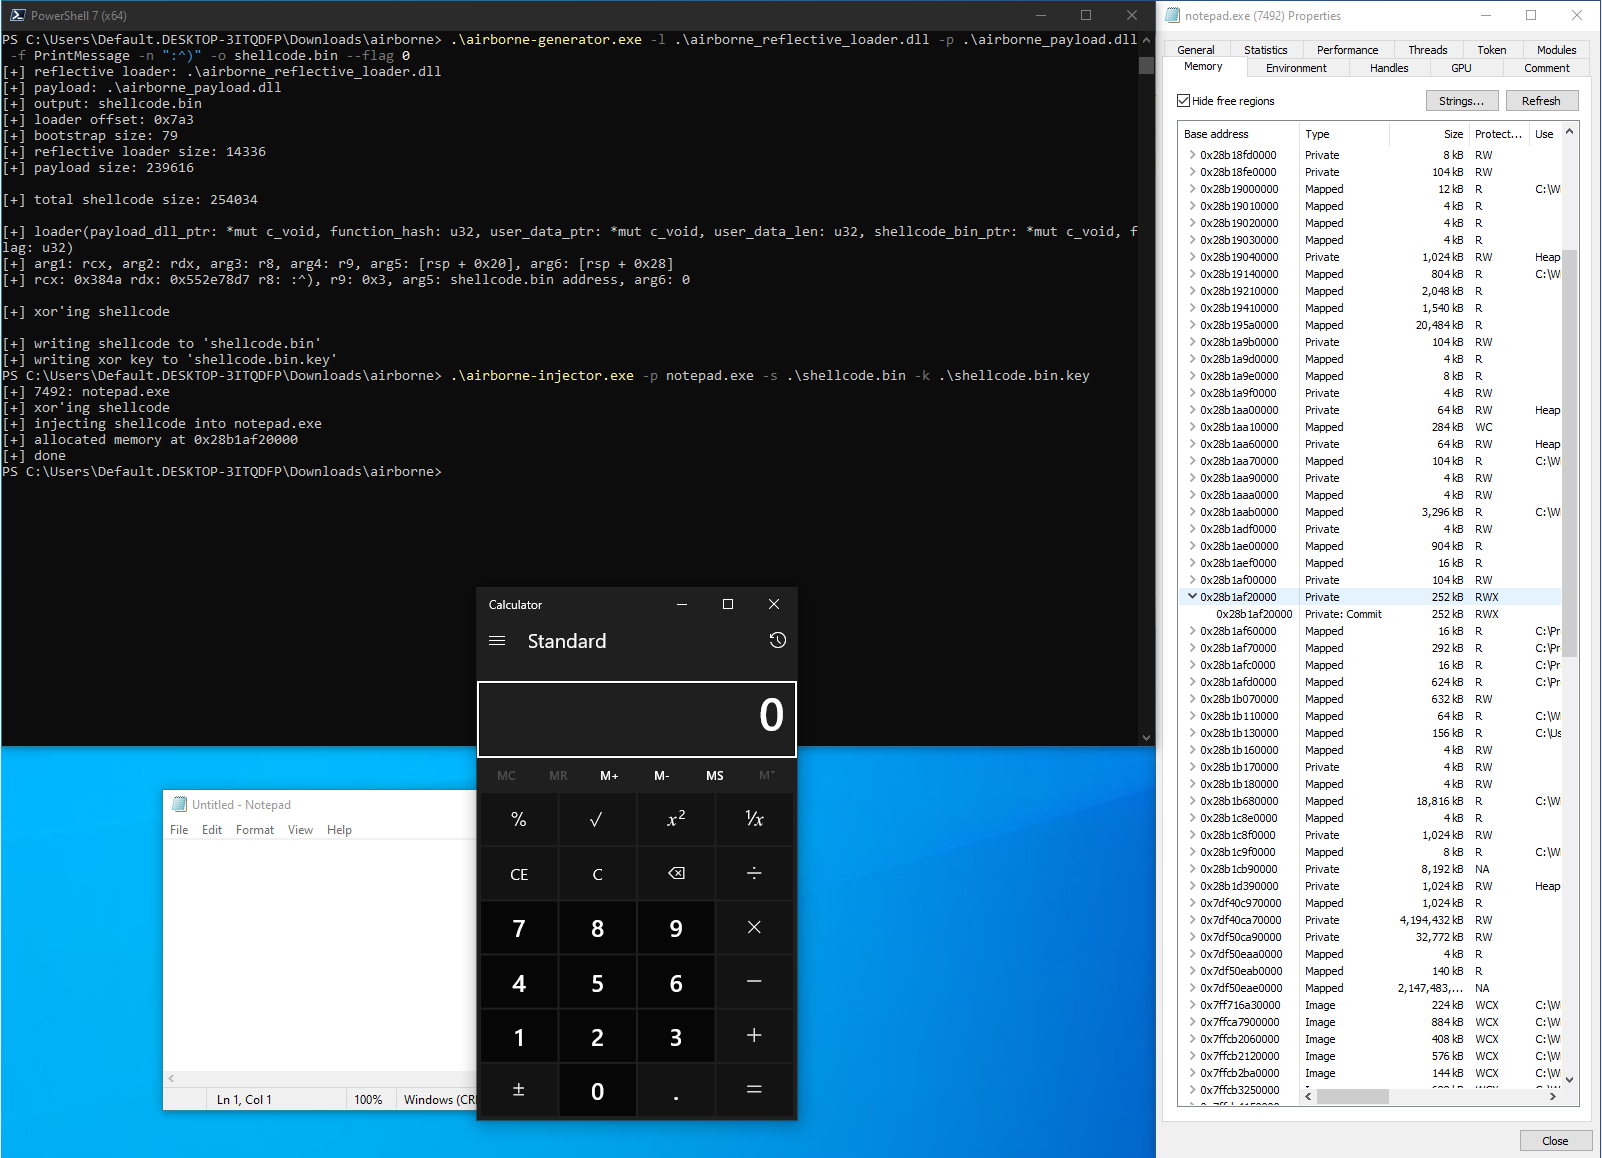 PowerShell 7 (x64)
PS C:\Users\Default.DESKTOP-3ITQDFP\Downloads\airborne> .\airborne-generator.exe -l .\airborne_reflective_loader.dll -p .\airborne_payload.dll
-f PrintMessage -n ":^)" -o shellcode.bin --flag 0
[+] reflective loader: .\airborne_reflective_loader.dll
[+] payload: .\airborne_payload.dll
[+] output: shellcode.bin
[+] loader offset: 0x7a3
[+] bootstrap size: 79
[+] reflective loader size: 14336
[+] payload size: 239616
[+] total shellcode size: 254034
[+] loader(payload_dll_ptr: *mut c_void, function_hash: u32, user_data_ptr: *mut c_void, user_data_len: u32, shellcode_bin_ptr: *mut c_void, f
lag: u32)
[+] arg1: rcx, arg2: rdx, arg3: r8, arg4: r9, arg5: [rsp + 0x20], arg6: [rsp + 0x28]
[+] rcx: 0x384a rdx: 0x552e78d7 r8: :^), r9: 0x3, arg5: shellcode.bin address, arg6: 0
[+] xor'ing shellcode
[+] writing shellcode to 'shellcode.bin'
[+] writing xor key to 'shellcode.bin.key'
PS C:\Users\Default.DESKTOP-3ITQDFP\Downloads\airborne> .\airborne-injector.exe -p notepad.exe -s .\shellcode.bin -k .\shellcode.bin.key
[+] 7492: notepad.exe
[+] xor'ing shellcode
[+] injecting shellcode into notepad.exe
[+] allocated memory at 0x28b1af20000
[+] done
PS C:\Users\Default.DESKTOP-3ITQDFP\Downloads\airborne>
Calculator
Standard
0
MC MR M+ M- MS M˅
% √ x² ¹/x
CE C ⌫ ÷
7 8 9 ×
4 5 6 −
1 2 3 +
± 0 . =
Untitled - Notepad
File Edit Format View Help
Ln 1, Col 1 100% Windows (CRL
notepad.exe (7492) Properties
General Statistics Performance Threads Token Modules
Memory Environment Handles GPU Comment
Hide free regions Strings... Refresh
Base address Type Size Protect... Use
0x28b18fd0000 Private 8 kB RW
0x28b18fe0000 Private 104 kB RW
0x28b19000000 Mapped 12 kB R C:\W
0x28b19010000 Mapped 4 kB R
0x28b19020000 Mapped 4 kB R
0x28b19030000 Mapped 4 kB R
0x28b19040000 Private 1,024 kB RW Heap
0x28b19140000 Mapped 804 kB R C:\W
0x28b19210000 Mapped 2,048 kB R
0x28b19410000 Mapped 1,540 kB R
0x28b195a0000 Mapped 20,484 kB R
0x28b1a9b0000 Private 104 kB RW
0x28b1a9d0000 Mapped 4 kB R
0x28b1a9e0000 Mapped 8 kB R
0x28b1a9f0000 Private 4 kB RW
0x28b1aa00000 Private 64 kB RW Heap
0x28b1aa10000 Mapped 284 kB WC
0x28b1aa60000 Private 64 kB RW Heap
0x28b1aa70000 Mapped 104 kB R C:\W
0x28b1aa90000 Private 4 kB RW
0x28b1aaa0000 Mapped 4 kB RW
0x28b1aab0000 Mapped 3,296 kB R C:\W
0x28b1adf0000 Private 4 kB RW
0x28b1ae00000 Mapped 904 kB R
0x28b1aef0000 Mapped 16 kB R
0x28b1af00000 Private 104 kB RW
0x28b1af20000 Private 252 kB RWX
0x28b1af20000 Private: Commit 252 kB RWX
0x28b1af60000 Mapped 16 kB R C:\Pr
0x28b1af70000 Mapped 292 kB R C:\Pr
0x28b1afc0000 Mapped 16 kB R C:\Pr
0x28b1afd0000 Mapped 624 kB R C:\Pr
0x28b1b070000 Mapped 632 kB RW
0x28b1b110000 Mapped 64 kB R C:\W
0x28b1b130000 Mapped 156 kB R C:\Us
0x28b1b160000 Mapped 4 kB RW
0x28b1b170000 Mapped 4 kB RW
0x28b1b180000 Mapped 4 kB RW
0x28b1b680000 Mapped 18,816 kB R C:\W
0x28b1c8e0000 Mapped 4 kB R
0x28b1c8f0000 Private 1,024 kB RW
0x28b1c9f0000 Mapped 8 kB R C:\W
0x28b1cb90000 Private 8,192 kB NA
0x28b1d390000 Private 1,024 kB RW Heap
0x7df40c970000 Mapped 1,024 kB R
0x7df40ca70000 Private 4,194,432 kB RW
0x7df50ca90000 Private 32,772 kB RW
0x7df50eaa0000 Mapped 4 kB R
0x7df50eab0000 Mapped 140 kB R
0x7df50eae0000 Mapped 2,147,483,... NA
0x7ff716a30000 Image 224 kB WCX C:\W
0x7ffca7900000 Image 884 kB WCX C:\W
0x7ffcb2060000 Image 408 kB WCX C:\W
0x7ffcb2120000 Image 576 kB WCX C:\W
0x7ffcb2ba0000 Image 144 kB WCX C:\W
0x7ffcb3250000
Close